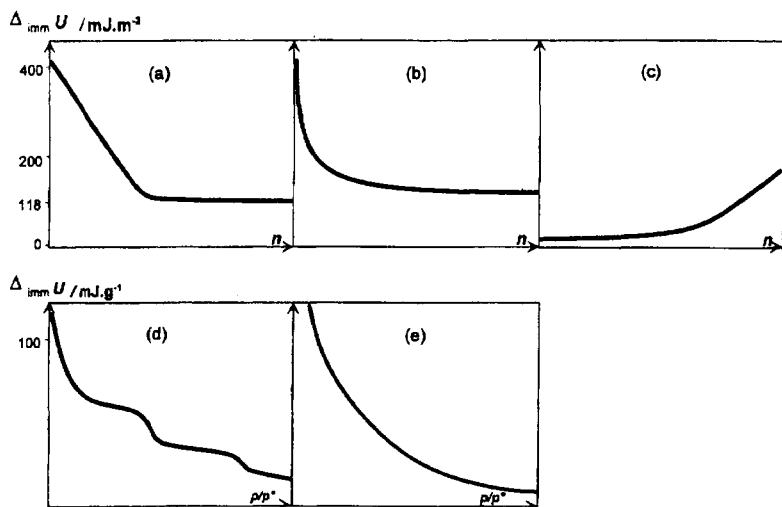 Δ imm U / mJ.m⁻²
(a) (b) (c)
400
200
118
0
n n n
Δ imm U / mJ.g⁻¹
(d) (e)
100
p/p° p/p°